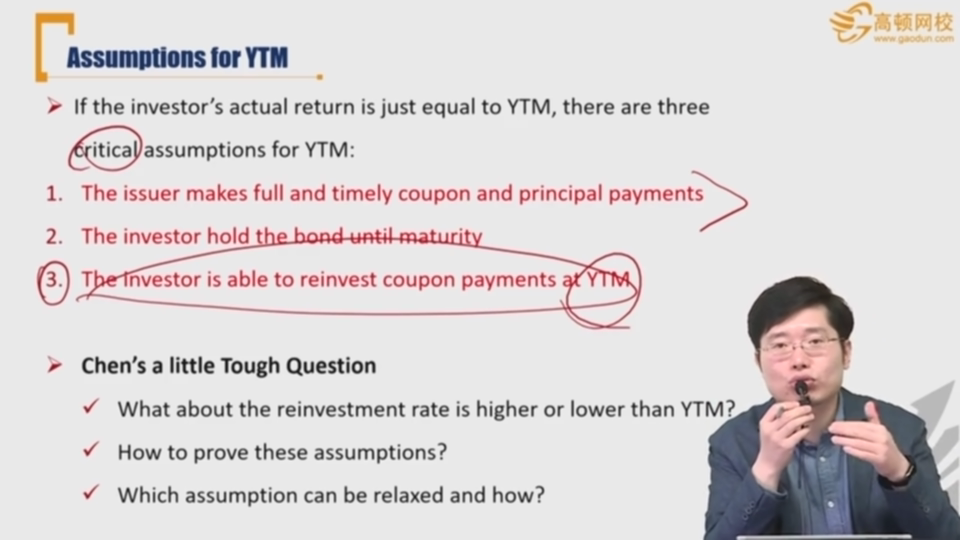 高顿网校
www.gaodun.com
Assumptions for YTM
If the investor's actual return is just equal to YTM, there are three
critical assumptions for YTM:
1. The issuer makes full and timely coupon and principal payments
2. The investor hold the bond until maturity
3. The investor is able to reinvest coupon payments at YTM
Chen's a little Tough Question
What about the reinvestment rate is higher or lower than YTM?
How to prove these assumptions?
Which assumption can be relaxed and how?